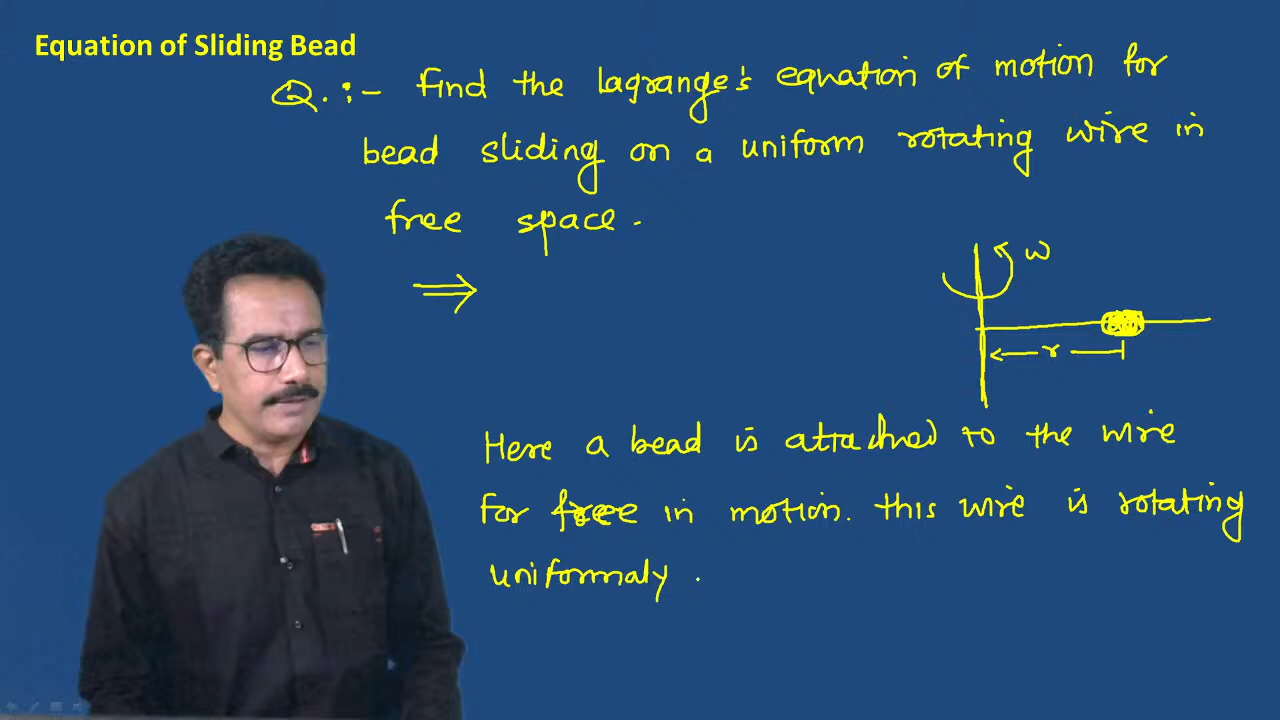 Equation of Sliding Bead
Q. :- Find the lagrange's equation of motion for
bead sliding on a uniform rotating wire in
free space.
⇒
ω
r
Here a bead is attached to the wire
for free in motion. this wire is rotating
uniformaly.